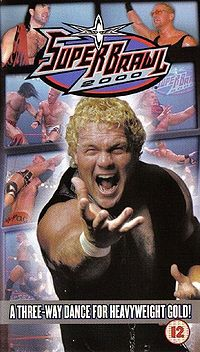 SUPERBRAWL
2000
A THREE-WAY DANCE FOR HEAVYWEIGHT GOLD!
12